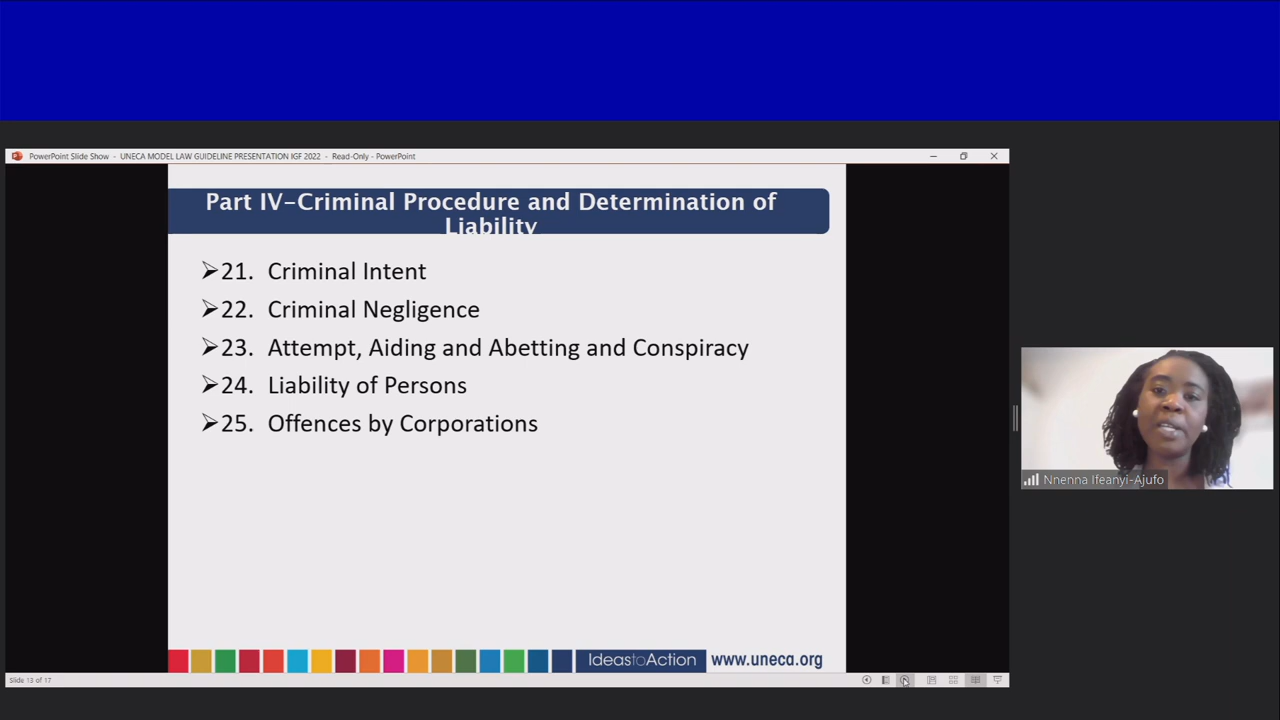 PowerPoint Slide Show - UNECA MODEL LAW GUIDELINE PRESENTATION IGF 2022 - Read-Only - PowerPoint
Part IV-Criminal Procedure and Determination of
Liability
➢21. Criminal Intent
➢22. Criminal Negligence
➢23. Attempt, Aiding and Abetting and Conspiracy
➢24. Liability of Persons
➢25. Offences by Corporations
Nnenna Ifeanyi-Ajufo
IdeastoAction www.uneca.org
Slide 13 of 17